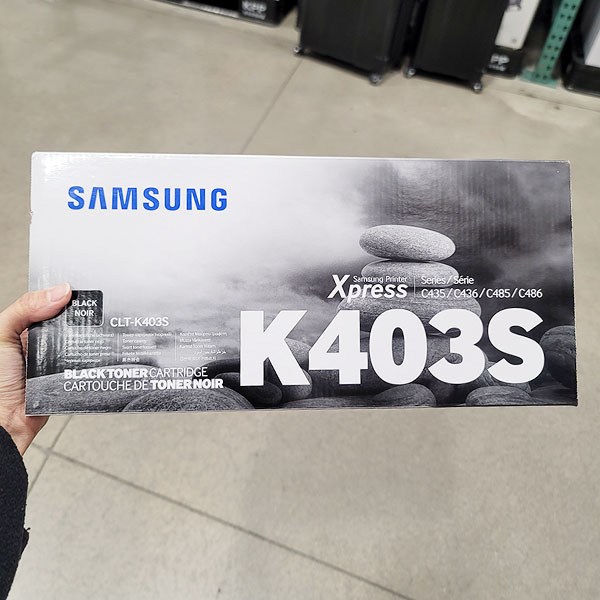 SAMSUNG
Samsung Printer
Xpress
Series / Série
C435 / C436 / C485 / C486
BLACK
NOIR
CLT-K403S
K403S
BLACK TONER CARTRIDGE
CARTOUCHE DE TONER NOIR